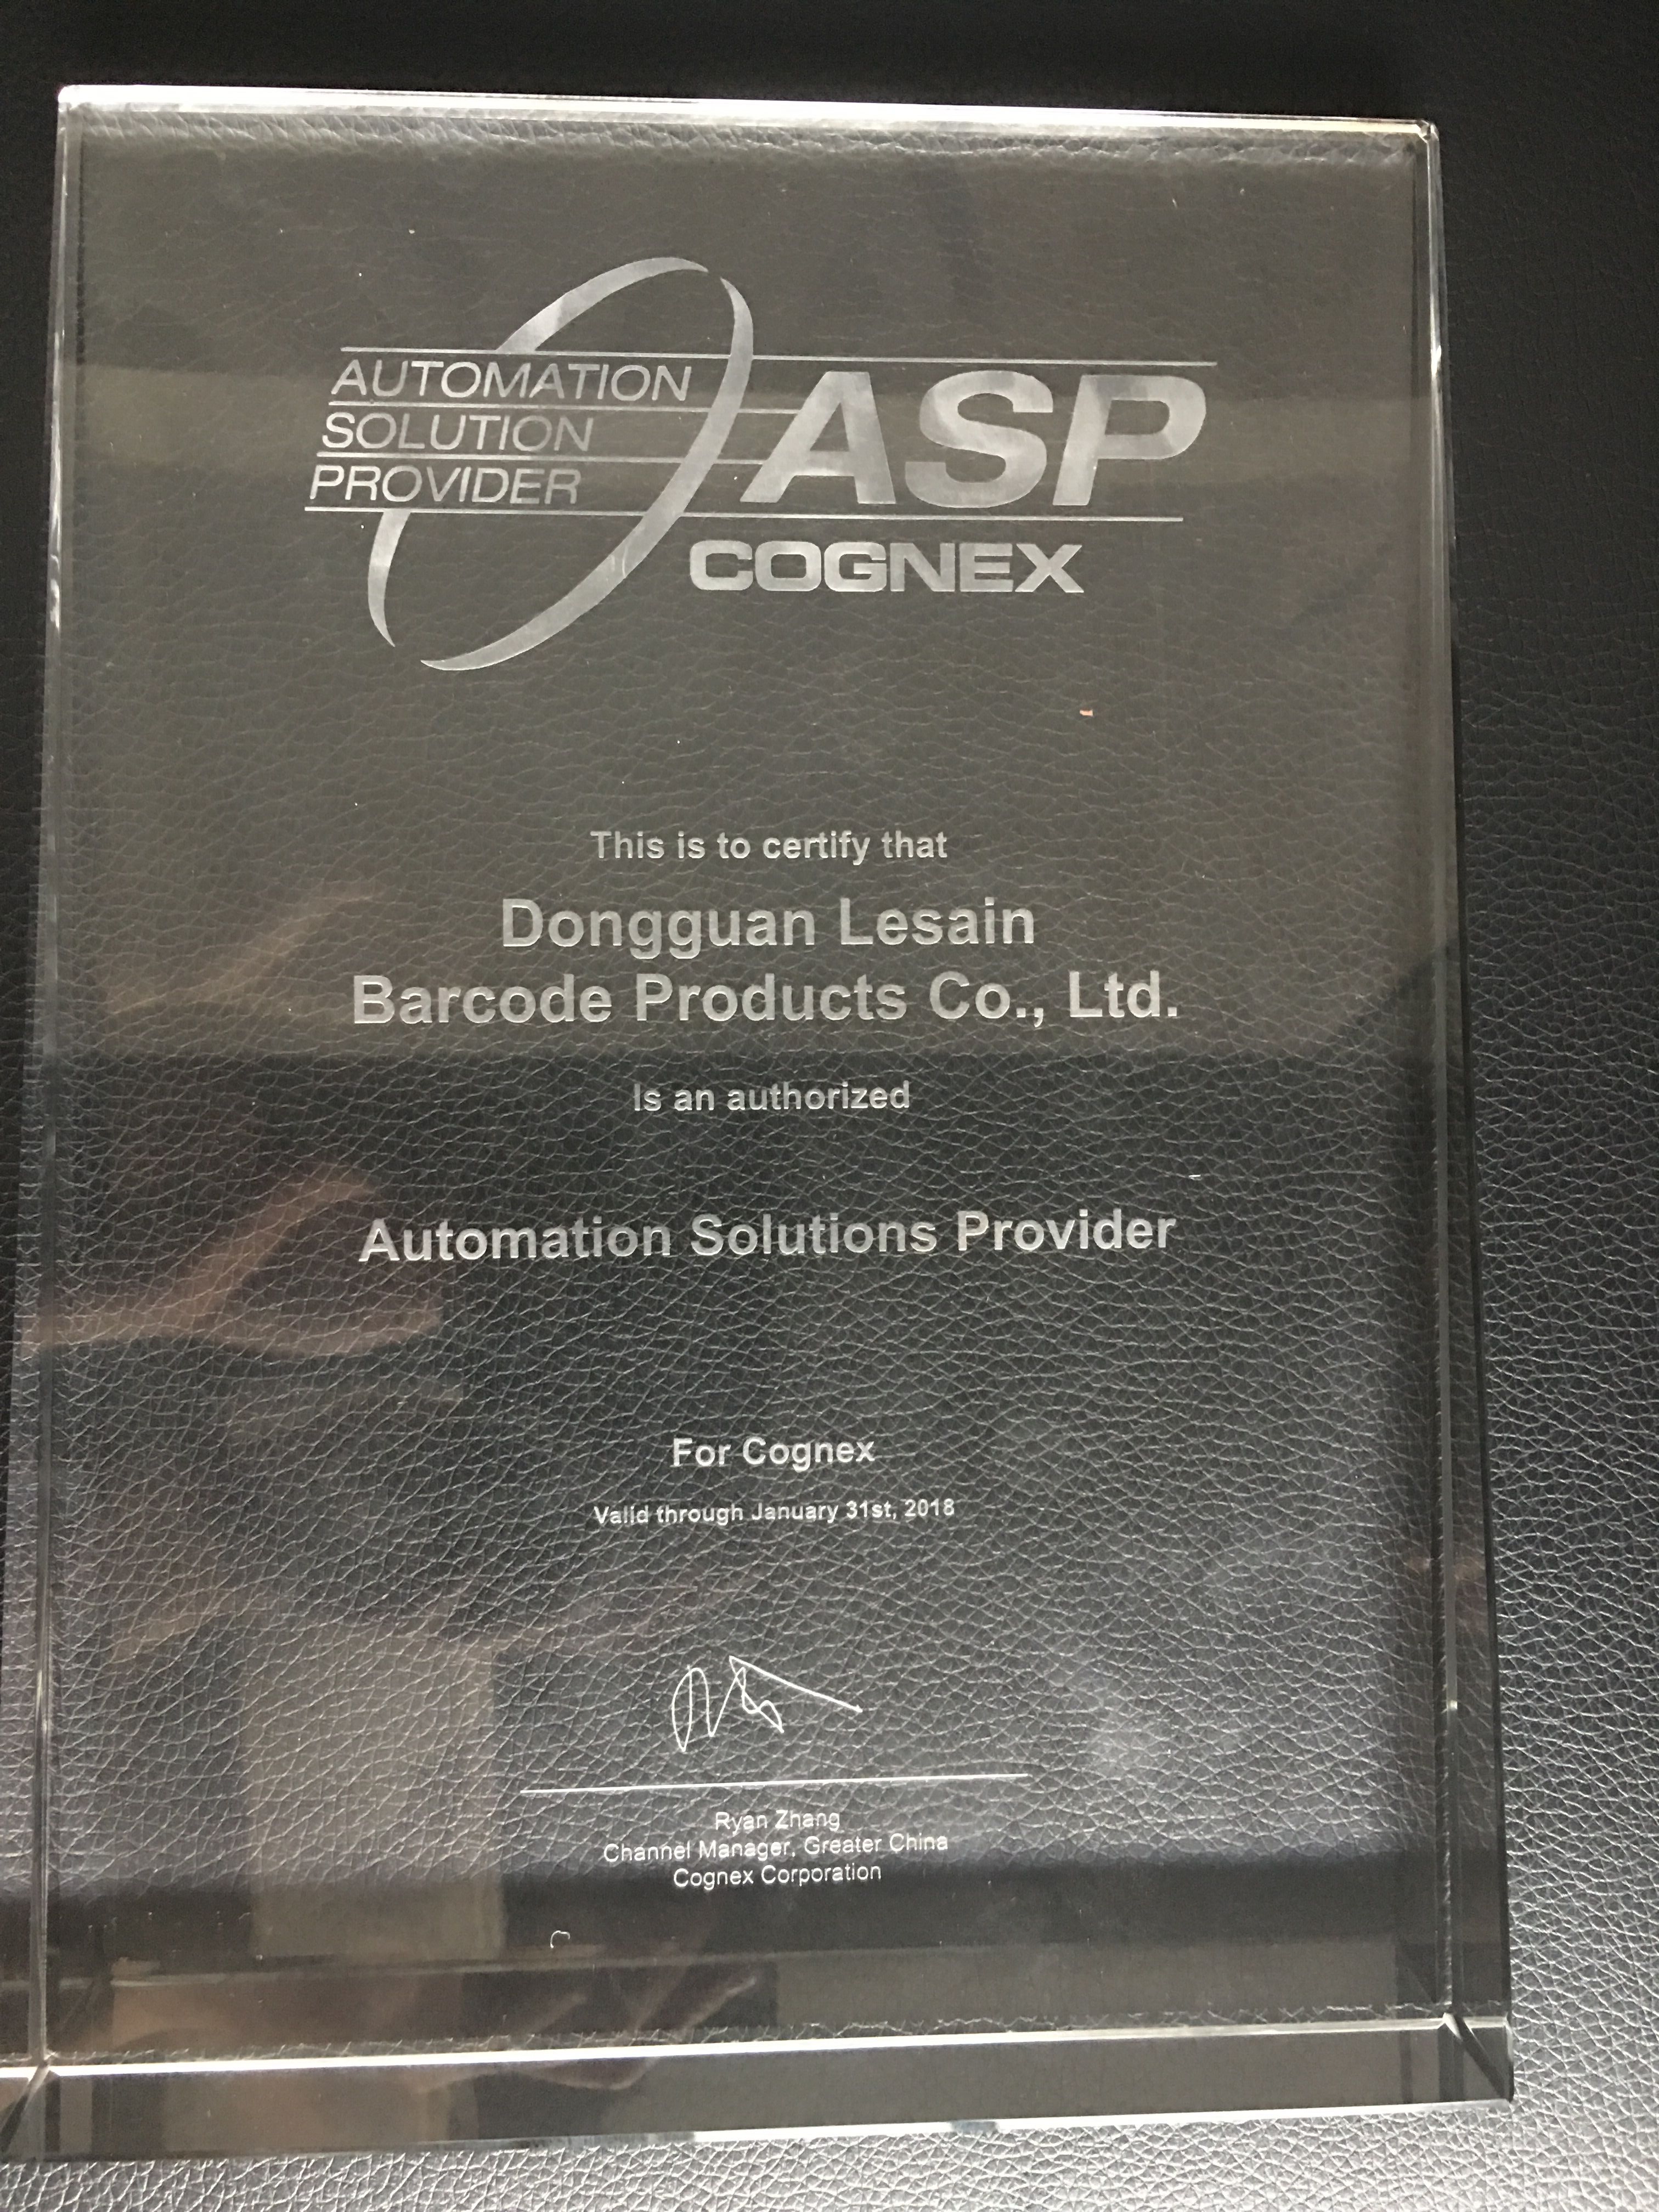 AUTOMATION
SOLUTION
PROVIDER
ASP
COGNEX
This is to certify that
Dongguan Lesain
Barcode Products Co., Ltd.
Is an authorized
Automation Solutions Provider
For Cognex
Valid through January 31st, 2018
Ryan Zhang
Channel Manager, Greater China
Cognex Corporation